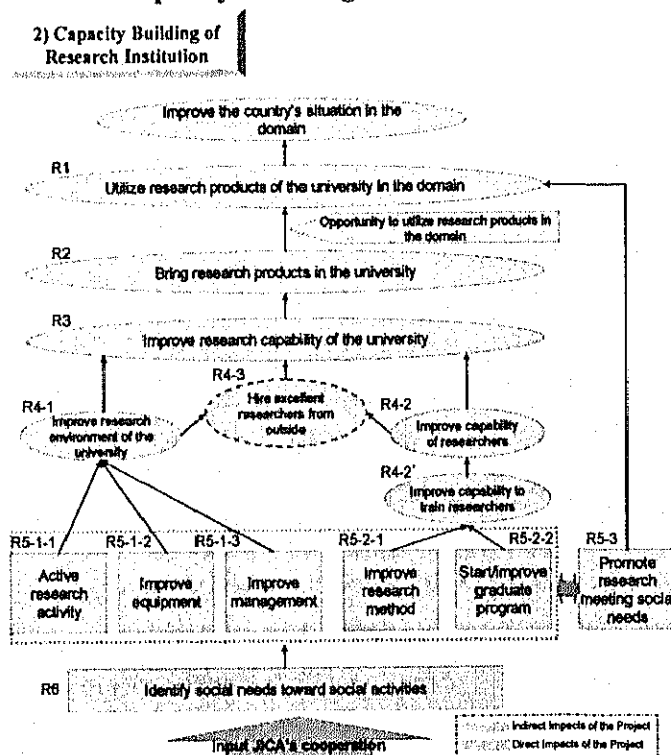 2) Capacity Building of
Research Institution
Improve the country's situation in the
domain
R1
Utilize research products of the university in the domain
Opportunity to utilize research products in
the domain
R2
Bring research products in the university
R3
Improve research capability of the university
R4-3
Hire excellent
researchers from
outside
R4-1
Improve research
environment of the
university
R4-2
Improve capability
of researchers
R4-2'
Improve capability to
train researchers
R5-1-1
R5-1-2
R5-1-3
R5-2-1
R5-2-2
R5-3
Active
research
activity
Improve
equipment
Improve
management
Improve
research
method
Start/improve
graduate
program
Promote
research
meeting social
needs
R6
Identify social needs toward social activities
Input JICA's cooperation
Indirect Impacts of the Project
Direct Impacts of the Project